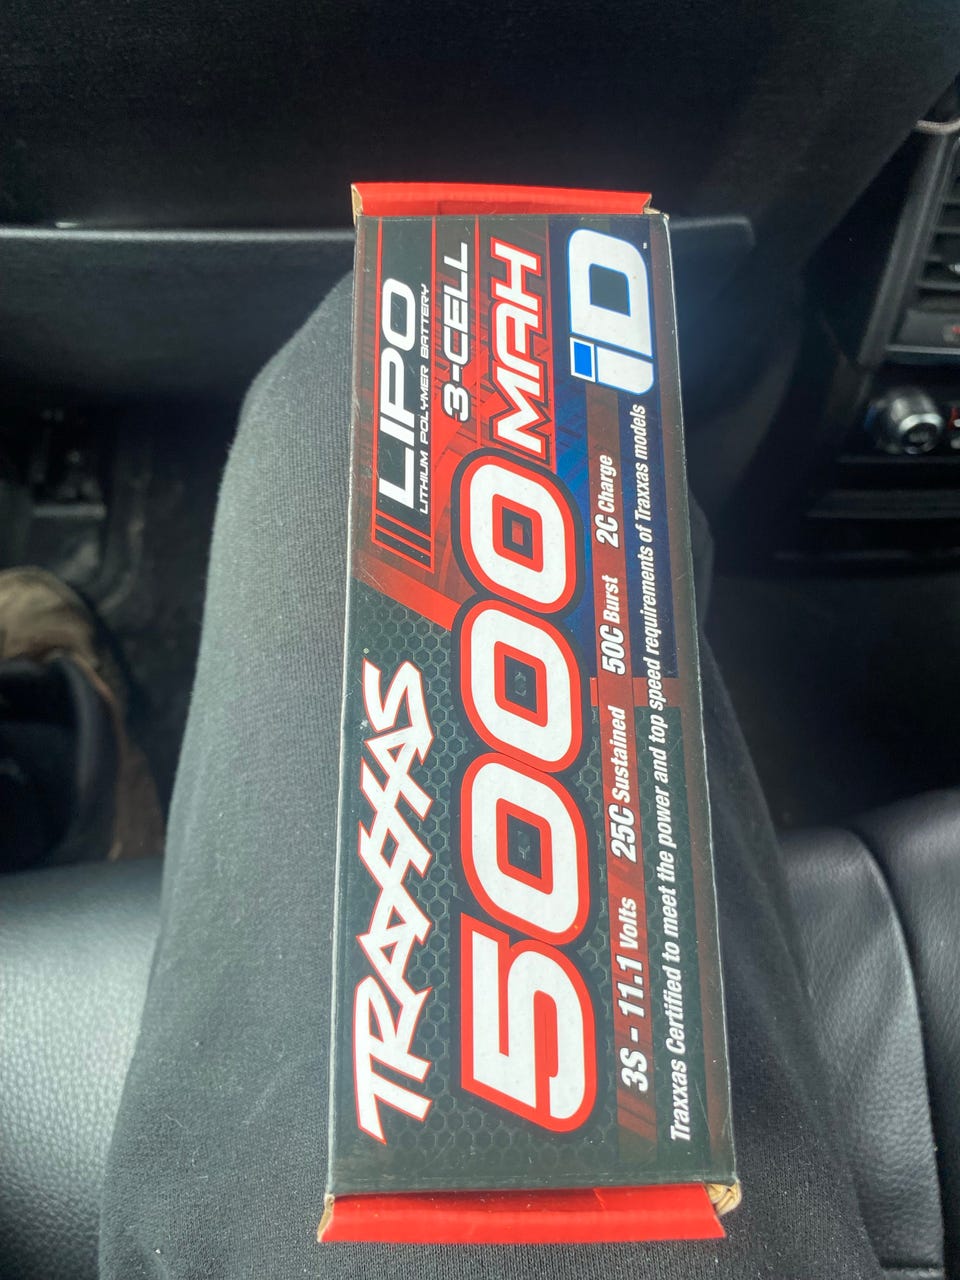 TRAXXAS
LIPO
LITHIUM POLYMER BATTERY
3-CELL
5000 MAH
iD™
3S - 11.1 Volts 25C Sustained 50C Burst 2C Charge
Traxxas Certified to meet the power and top speed requirements of Traxxas models